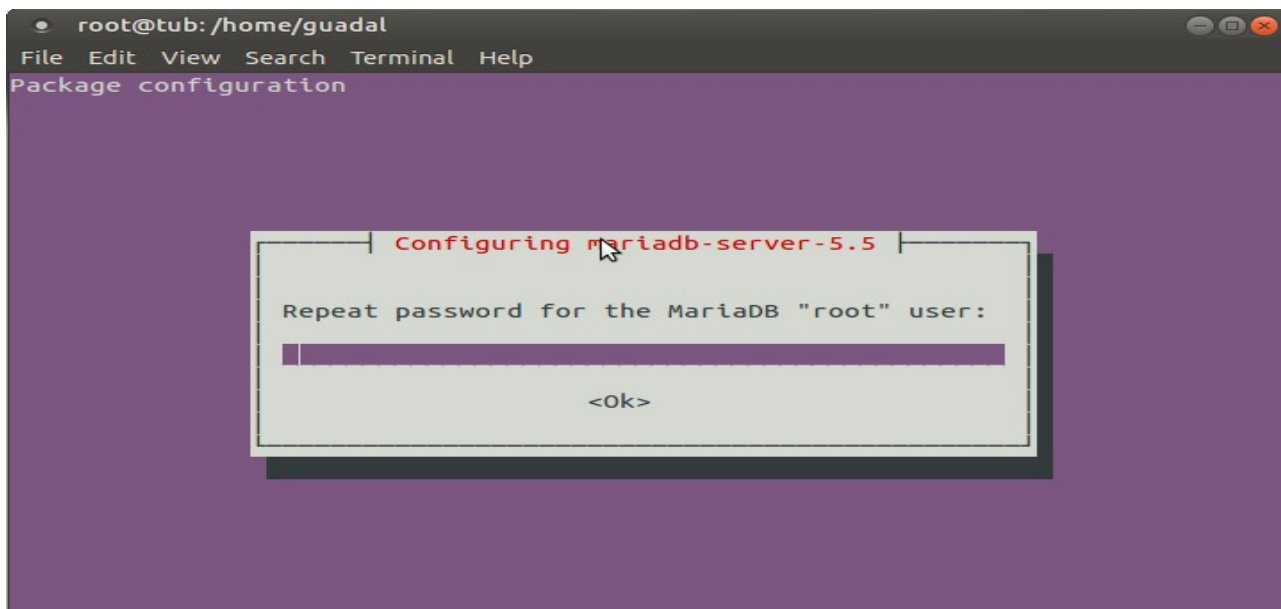 root@tub: /home/guadal
File Edit View Search Terminal Help
Package configuration
Configuring mariadb-server-5.5
Repeat password for the MariaDB "root" user:
<Ok>